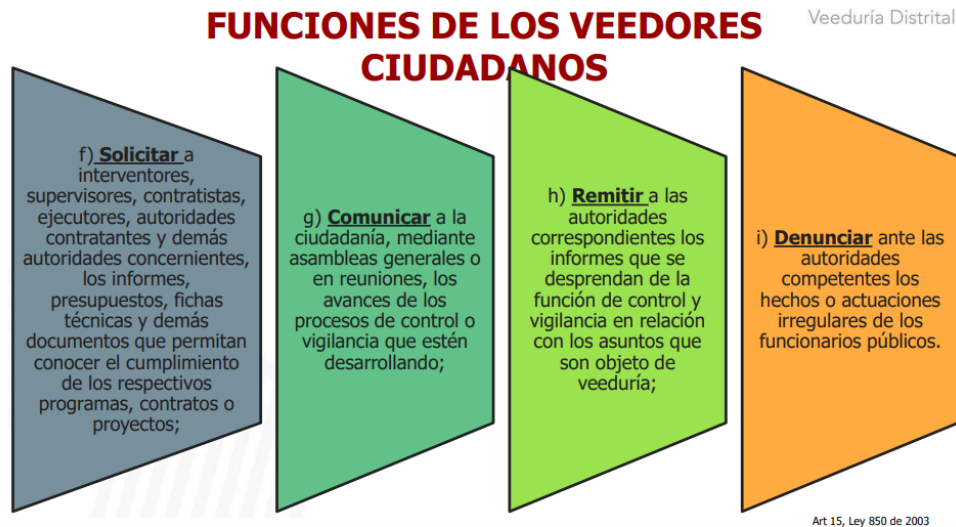 Veeduría Distrital
FUNCIONES DE LOS VEEDORES
CIUDADANOS
f) Solicitar a
interventores,
supervisores, contratistas,
ejecutores, autoridades
contratantes y demás
autoridades concernientes,
los informes,
presupuestos, fichas
técnicas y demás
documentos que permitan
conocer el cumplimiento
de los respectivos
programas, contratos o
proyectos;
g) Comunicar a la
ciudadanía, mediante
asambleas generales o
en reuniones, los
avances de los
procesos de control o
vigilancia que estén
desarrollando;
h) Remitir a las
autoridades
correspondientes los
informes que se
desprendan de la
función de control y
vigilancia en relación
con los asuntos que
son objeto de
veeduría;
i) Denunciar ante las
autoridades
competentes los
hechos o actuaciones
irregulares de los
funcionarios públicos.
Art 15, Ley 850 de 2003